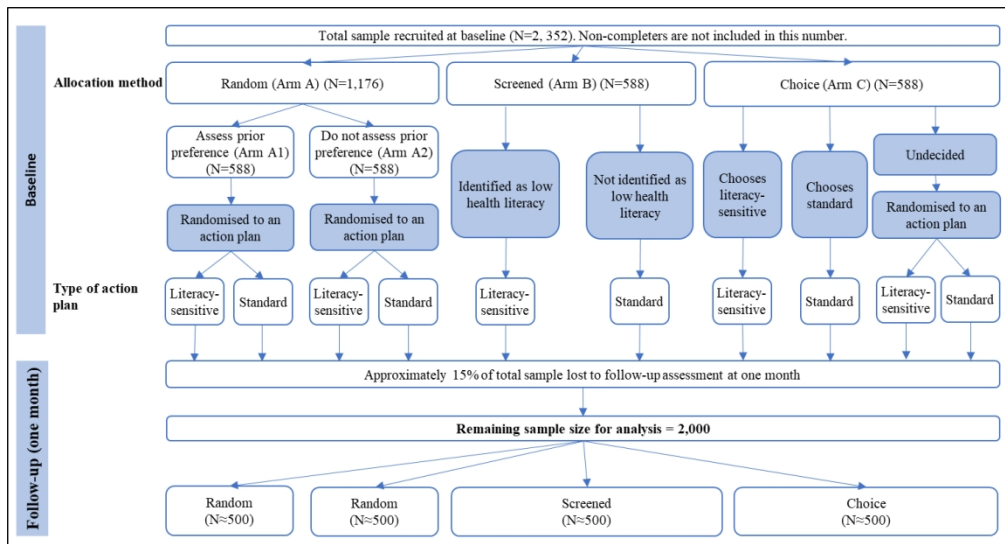 Total sample recruited at baseline (N=2, 352). Non-completers are not included in this number.
Allocation method
Random (Arm A) (N=1,176)
Screened (Arm B) (N=588)
Choice (Arm C) (N=588)
Baseline
Assess prior
preference (Arm A1)
(N=588)
Do not assess prior
preference (Arm A2)
(N=588)
Identified as low
health literacy
Not identified as
low health
literacy
Chooses
literacy-
sensitive
Chooses
standard
Undecided
Randomised to an
action plan
Randomised to an
action plan
Randomised to an
action plan
Type of action
plan
Literacy-
sensitive
Standard
Literacy-
sensitive
Standard
Literacy-
sensitive
Standard
Literacy-
sensitive
Standard
Literacy-
sensitive
Standard
Follow-up (one month)
Approximately 15% of total sample lost to follow-up assessment at one month
Remaining sample size for analysis = 2,000
Random
(N≈500)
Random
(N≈500)
Screened
(N≈500)
Choice
(N≈500)